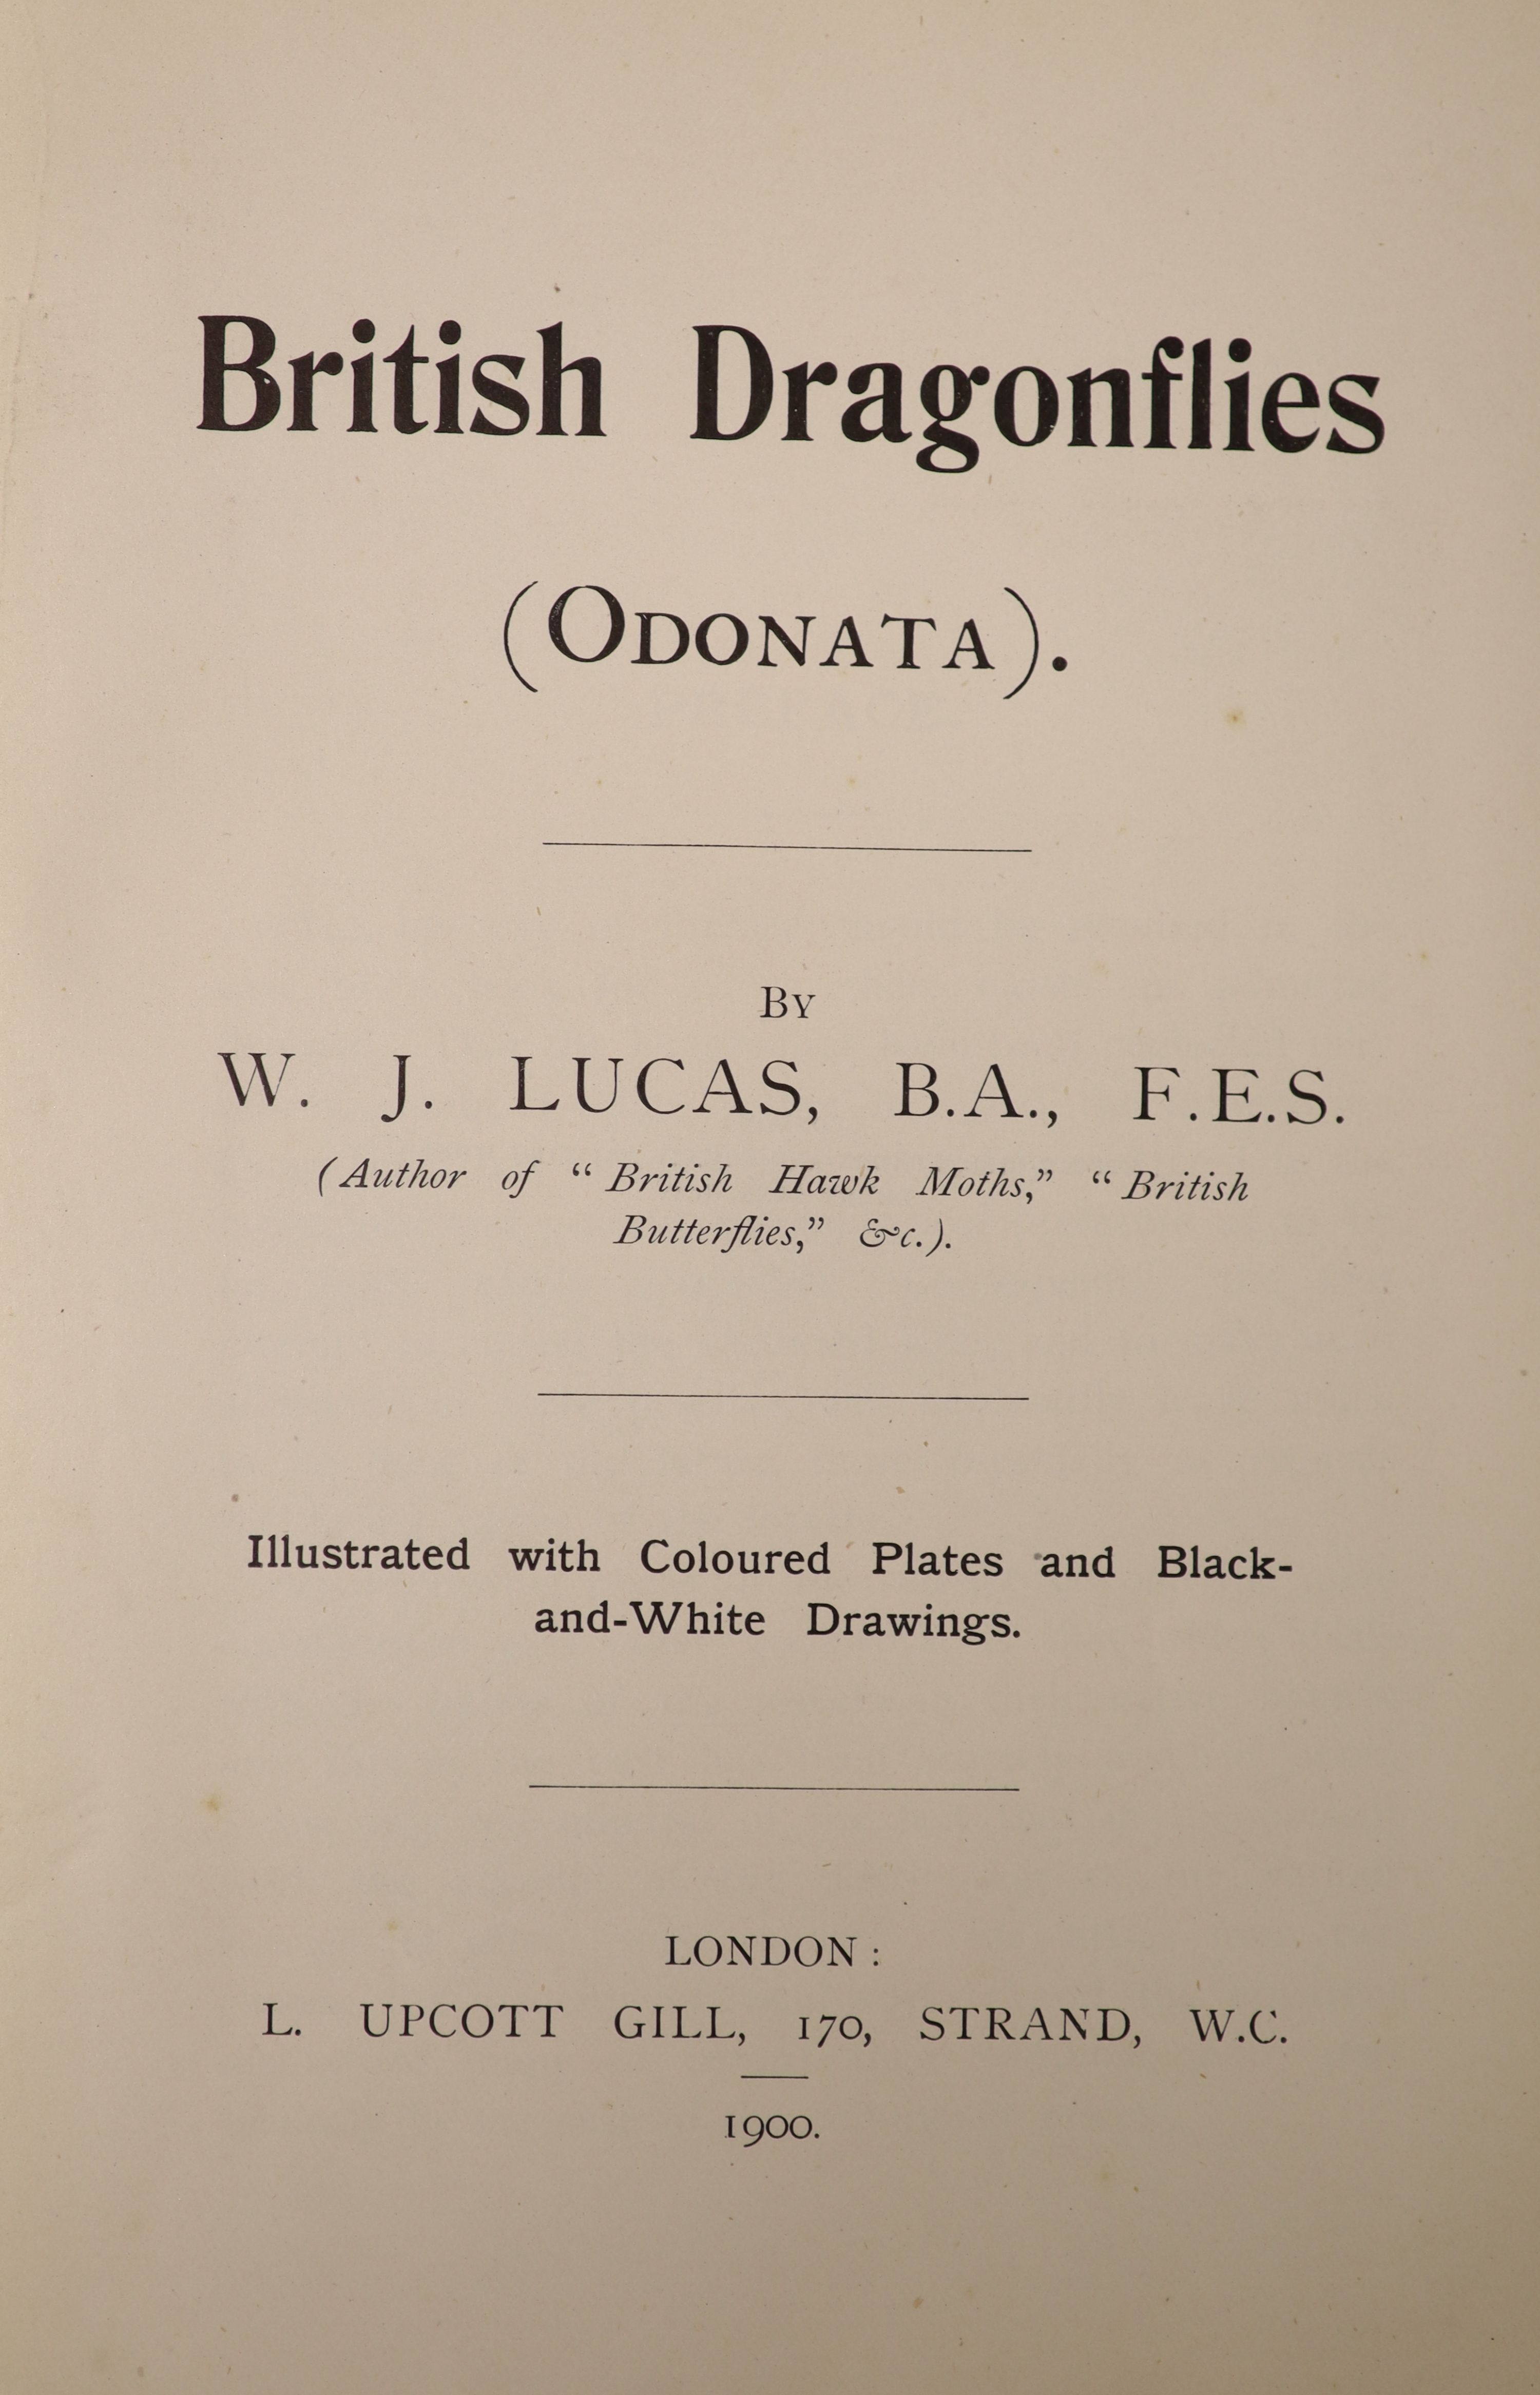 British Dragonflies
(ODONATA).
BY
W. J. LUCAS, B.A., F.E.S.
(Author of “British Hawk Moths,” “British
Butterflies,” &c.).
Illustrated with Coloured Plates and Black-
and-White Drawings.
LONDON:
L. UPCOTT GILL, 170, STRAND, W.C.
1900.